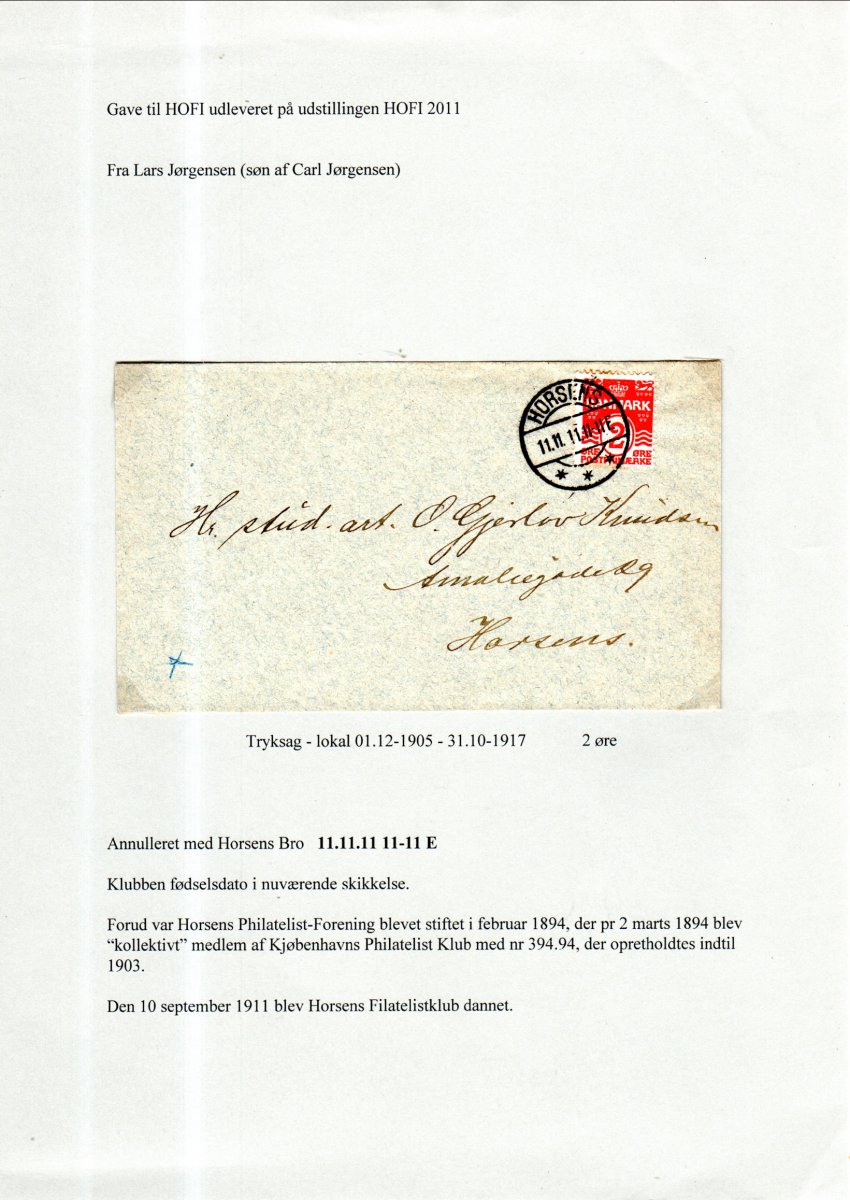 Gave til HOFI udleveret på udstillingen HOFI 2011
Fra Lars Jørgensen (søn af Carl Jørgensen)
HORSENS
11.11. 11.11-11E
DANMARK
2
ØRE ØRE
POSTFRIMÆRKE
Hr. stud. art. O. Gjerløv Knudsen
Amaliegade 29
Horsens.
Tryksag - lokal 01.12-1905 - 31.10-1917 2 øre
Annulleret med Horsens Bro 11.11.11 11-11 E
Klubben fødselsdato i nuværende skikkelse.
Forud var Horsens Philatelist-Forening blevet stiftet i februar 1894, der pr 2 marts 1894 blev
“kollektivt” medlem af Kjøbenhavns Philatelist Klub med nr 394.94, der opretholdtes indtil
1903.
Den 10 september 1911 blev Horsens Filatelistklub dannet.